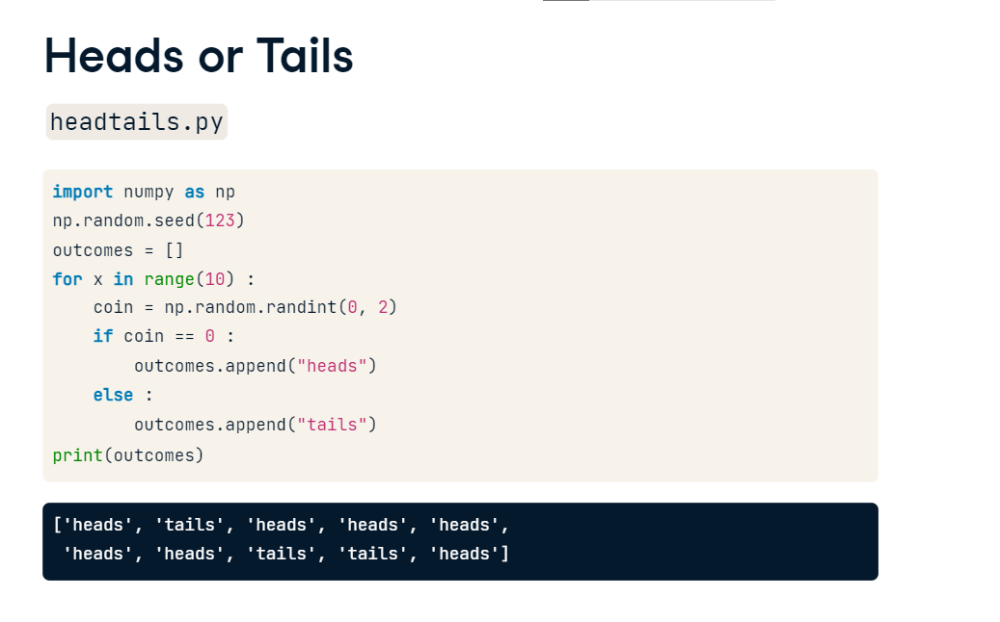 Heads or Tails
headtails.py
import numpy as np
np.random.seed(123)
outcomes = []
for x in range(10) :
    coin = np.random.randint(0, 2)
    if coin == 0 :
        outcomes.append("heads")
    else :
        outcomes.append("tails")
print(outcomes)
['heads', 'tails', 'heads', 'heads', 'heads',
 'heads', 'heads', 'tails', 'tails', 'heads']